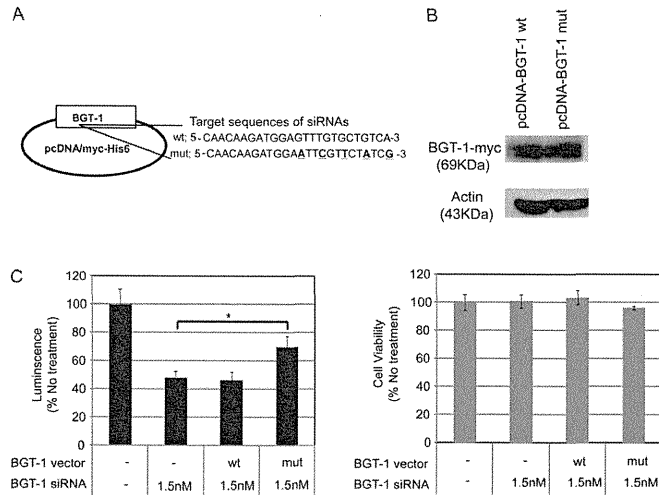 A
BGT-1
pcDNA/myc-His6
Target sequences of siRNAs
wt; 5-CAACAAGATGGAGTTTGTGCTGTCA-3
mut; 5-CAACAAGATGGAATTCGTTCTATCG -3
B
pcDNA-BGT-1 wt
pcDNA-BGT-1 mut
BGT-1-myc
(69KDa)
Actin
(43KDa)
C
Luminscence
(% No treatment)
120
100
80
60
40
20
0
*
BGT-1 vector - - wt mut
BGT-1 siRNA - 1.5nM 1.5nM 1.5nM
Cell Viability
(% No treatment)
120
100
80
60
40
20
0
BGT-1 vector - - wt mut
BGT-1 siRNA - 1.5nM 1.5nM 1.5nM